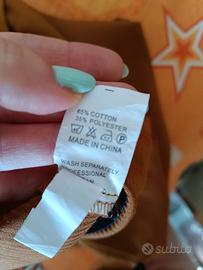 65% COTTON
35% POLYESTER
MADE IN CHINA
WASH SEPARATELY
PROFESSIONAL
subito